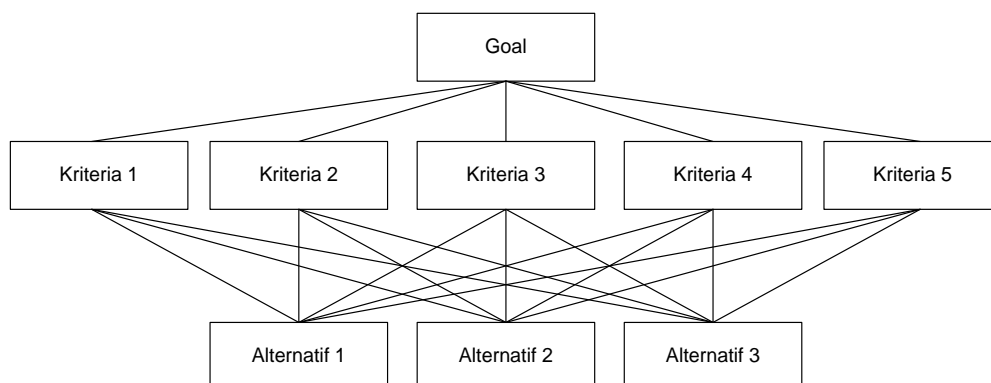 Goal
Kriteria 1
Kriteria 2
Kriteria 3
Kriteria 4
Kriteria 5
Alternatif 1
Alternatif 2
Alternatif 3